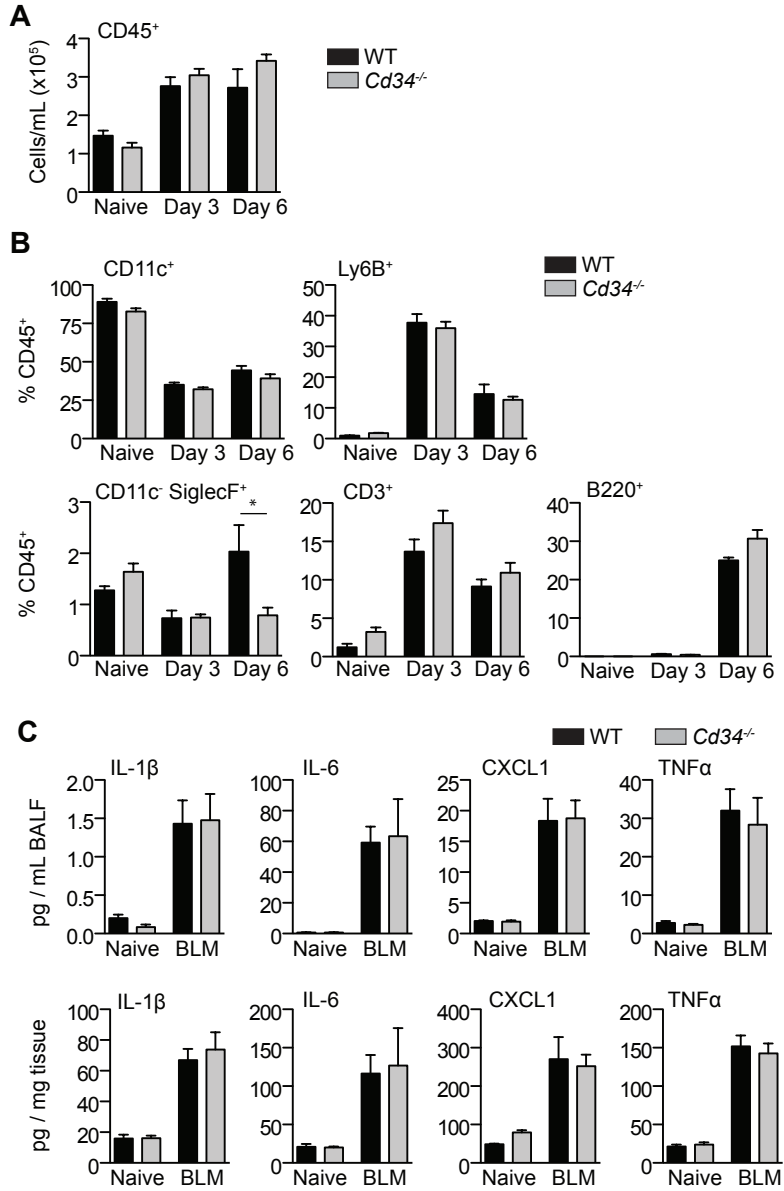 A
CD45⁺
WT
Cd34⁻/⁻
Cells/mL (x10⁵)
4
3
2
1
0
Naive Day 3 Day 6
B
WT
Cd34⁻/⁻
CD11c⁺
% CD45⁺
100
75
50
25
0
Naive Day 3 Day 6
Ly6B⁺
50
40
30
20
10
0
Naive Day 3 Day 6
CD11c⁻ SiglecF⁺
*
% CD45⁺
3
2
1
0
Naive Day 3 Day 6
CD3⁺
20
15
10
5
0
Naive Day 3 Day 6
B220⁺
40
30
20
10
0
Naive Day 3 Day 6
C
WT Cd34⁻/⁻
IL-1β
pg / mL BALF
2.0
1.5
1.0
0.5
0.0
Naive BLM
IL-6
100
80
60
40
20
0
Naive BLM
CXCL1
25
20
15
10
5
0
Naive BLM
TNFα
40
30
20
10
0
Naive BLM
IL-1β
pg / mg tissue
100
80
60
40
20
0
Naive BLM
IL-6
200
150
100
50
0
Naive BLM
CXCL1
400
300
200
100
0
Naive BLM
TNFα
200
150
100
50
0
Naive BLM